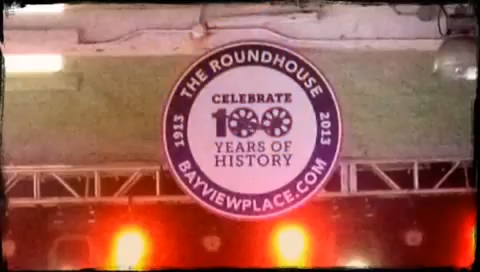 THE ROUNDHOUSE
CELEBRATE
1913
100
2013
YEARS OF
HISTORY
BAYVIEWPLACE.COM